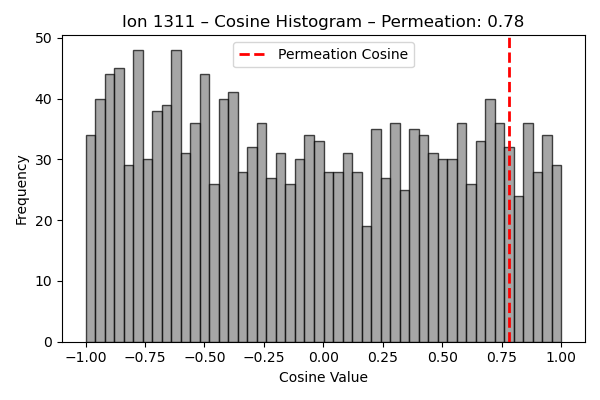 Ion 1311 – Cosine Histogram – Permeation: 0.78
Permeation Cosine
50
40
30
20
10
0
Frequency
−1.00 −0.75 −0.50 −0.25 0.00 0.25 0.50 0.75 1.00
Cosine Value